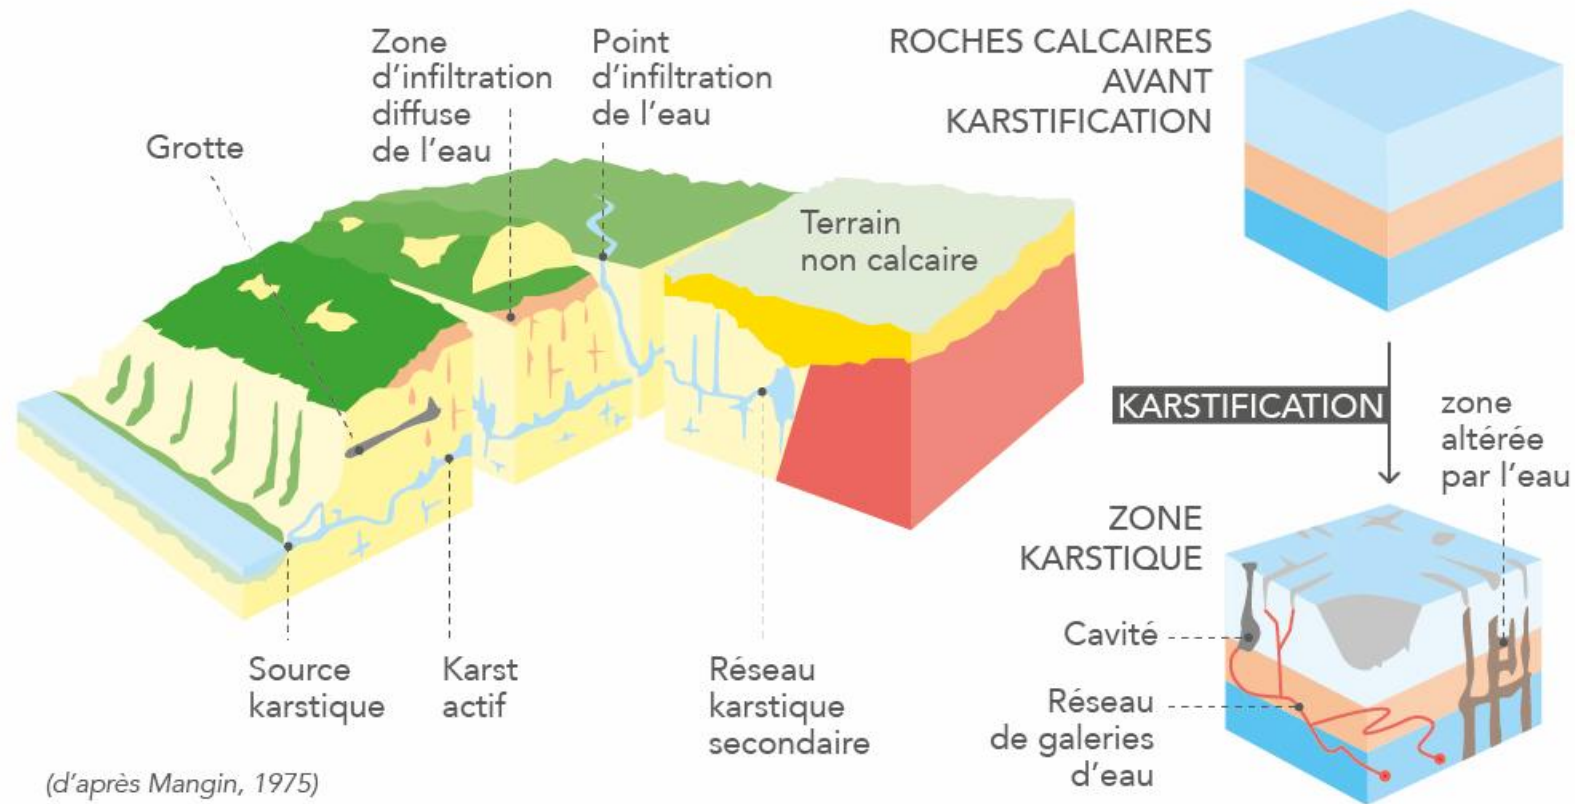 Zone
d'infiltration
diffuse
de l'eau
Point
d'infiltration
de l'eau
Grotte
Terrain
non calcaire
Source
karstique
Karst
actif
Réseau
karstique
secondaire
(d'après Mangin, 1975)
ROCHES CALCAIRES
AVANT
KARSTIFICATION
KARSTIFICATION
zone
altérée
par l'eau
ZONE
KARSTIQUE
Cavité
Réseau
de galeries
d'eau